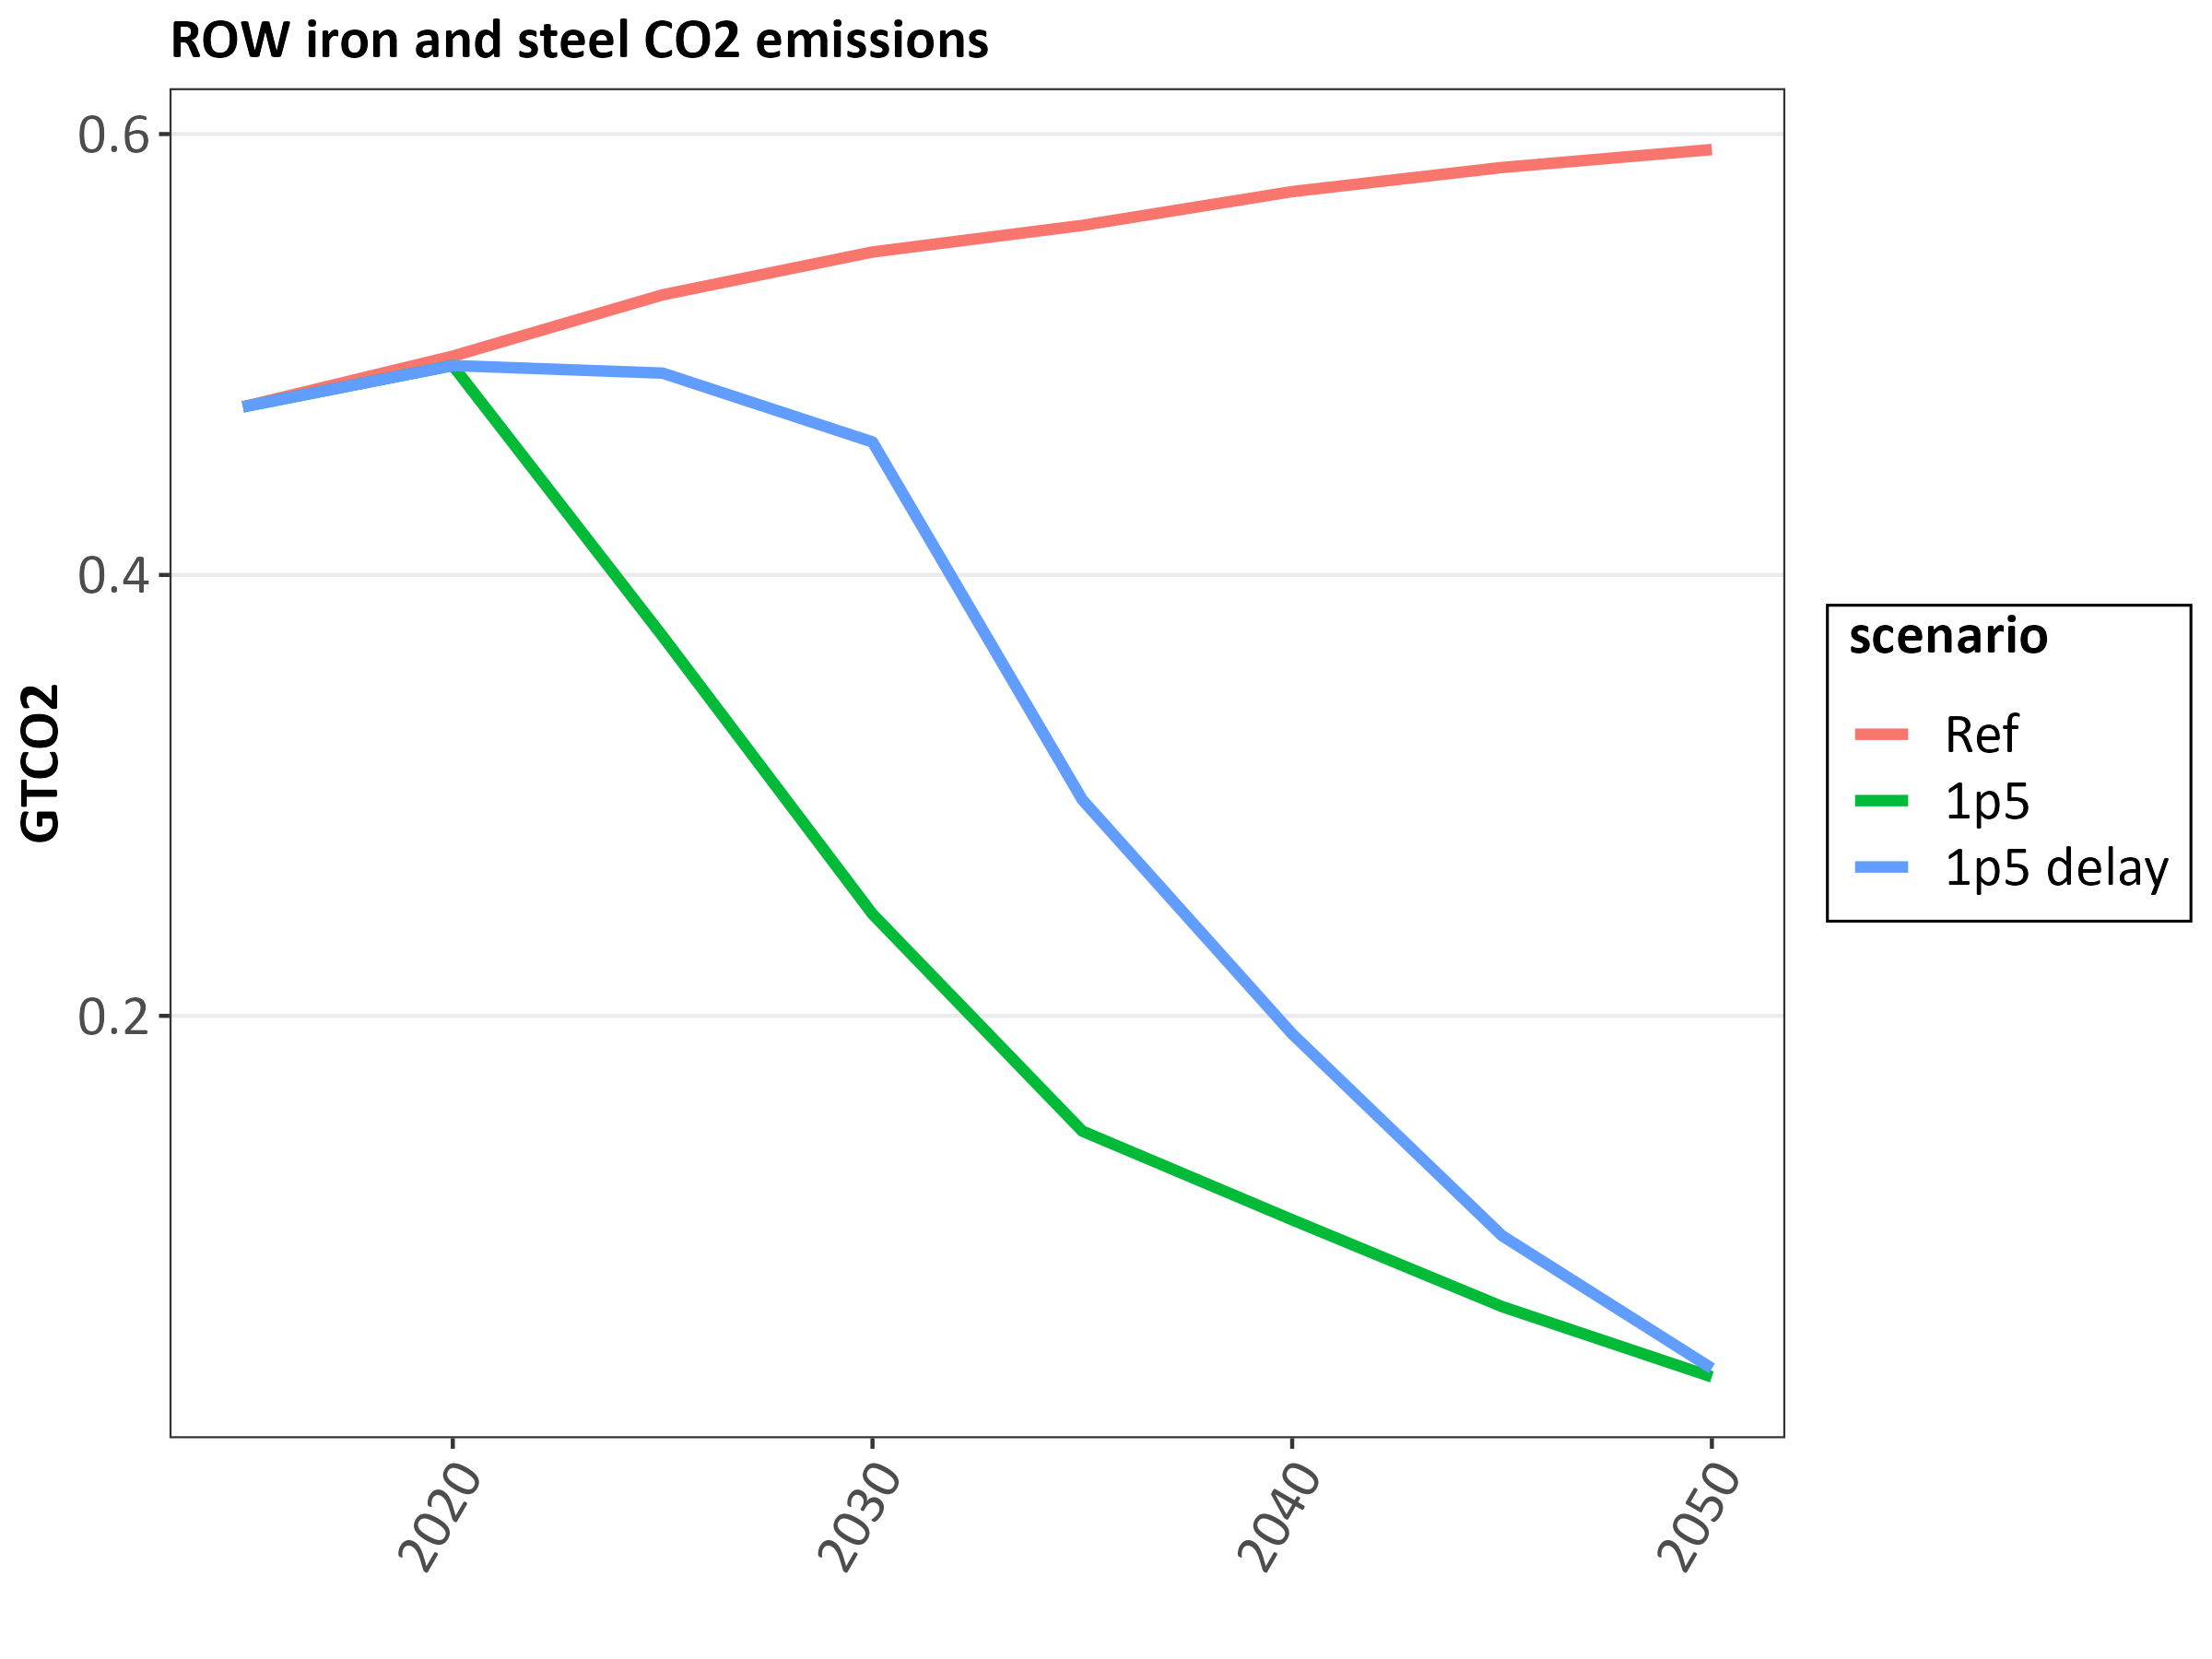 ROW iron and steel CO2 emissions
GTCO2
0.6
0.4
0.2
2020
2030
2040
2050
scenario
Ref
1p5
1p5 delay